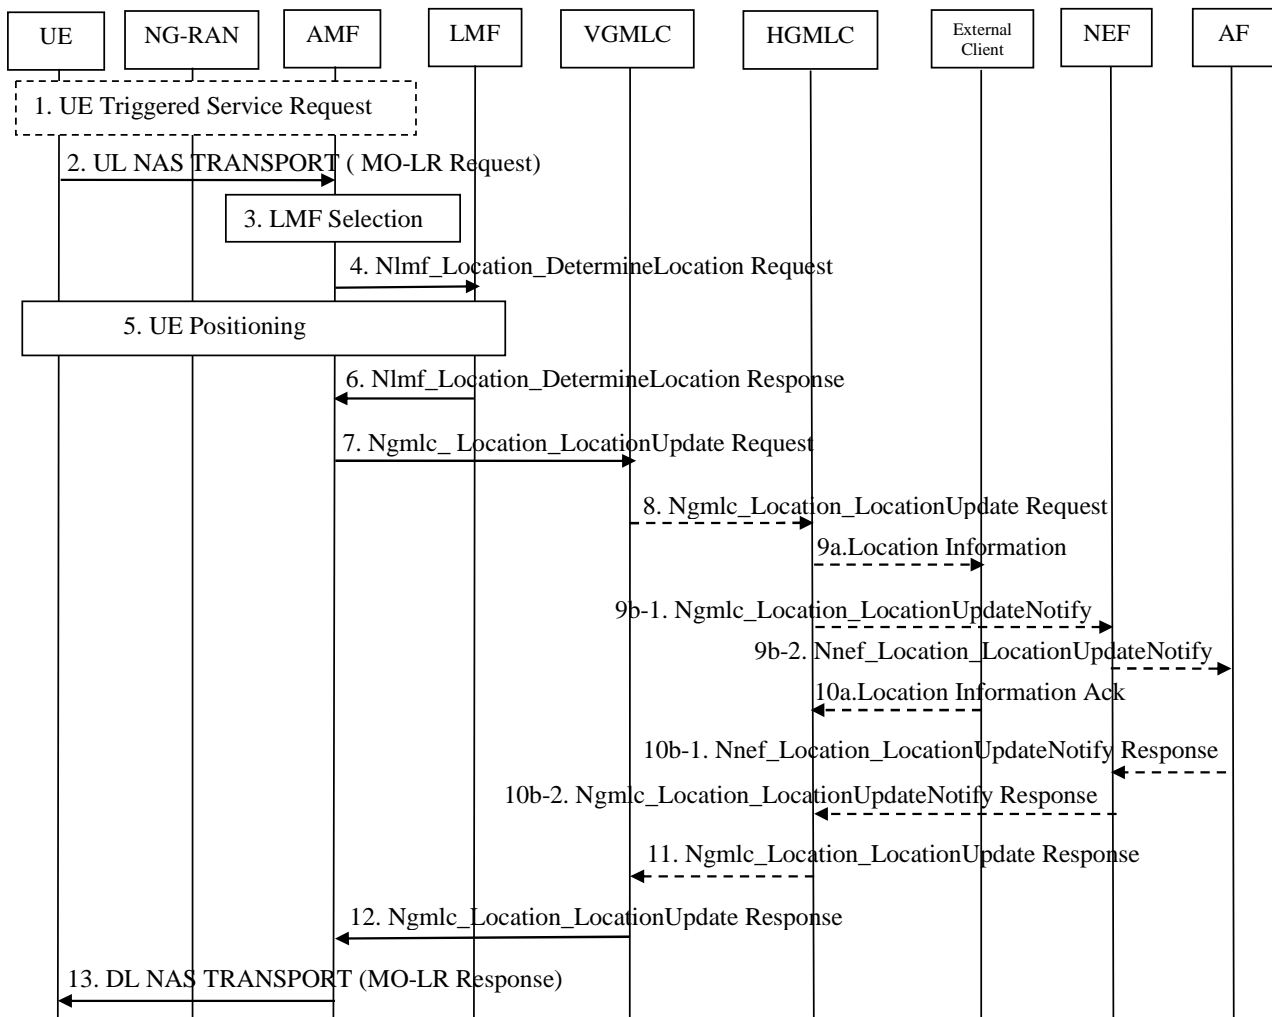 UE
NG-RAN
AMF
LMF
VGMLC
HGMLC
External
Client
NEF
AF
1. UE Triggered Service Request
2. UL NAS TRANSPORT ( MO-LR Request)
3. LMF Selection
4. Nlmf_Location_DetermineLocation Request
5. UE Positioning
6. Nlmf_Location_DetermineLocation Response
7. Ngmlc_ Location_LocationUpdate Request
8. Ngmlc_Location_LocationUpdate Request
9a.Location Information
9b-1. Ngmlc_Location_LocationUpdateNotify
9b-2. Nnef_Location_LocationUpdateNotify
10a.Location Information Ack
10b-1. Nnef_Location_LocationUpdateNotify Response
10b-2. Ngmlc_Location_LocationUpdateNotify Response
11. Ngmlc_Location_LocationUpdate Response
12. Ngmlc_Location_LocationUpdate Response
13. DL NAS TRANSPORT (MO-LR Response)